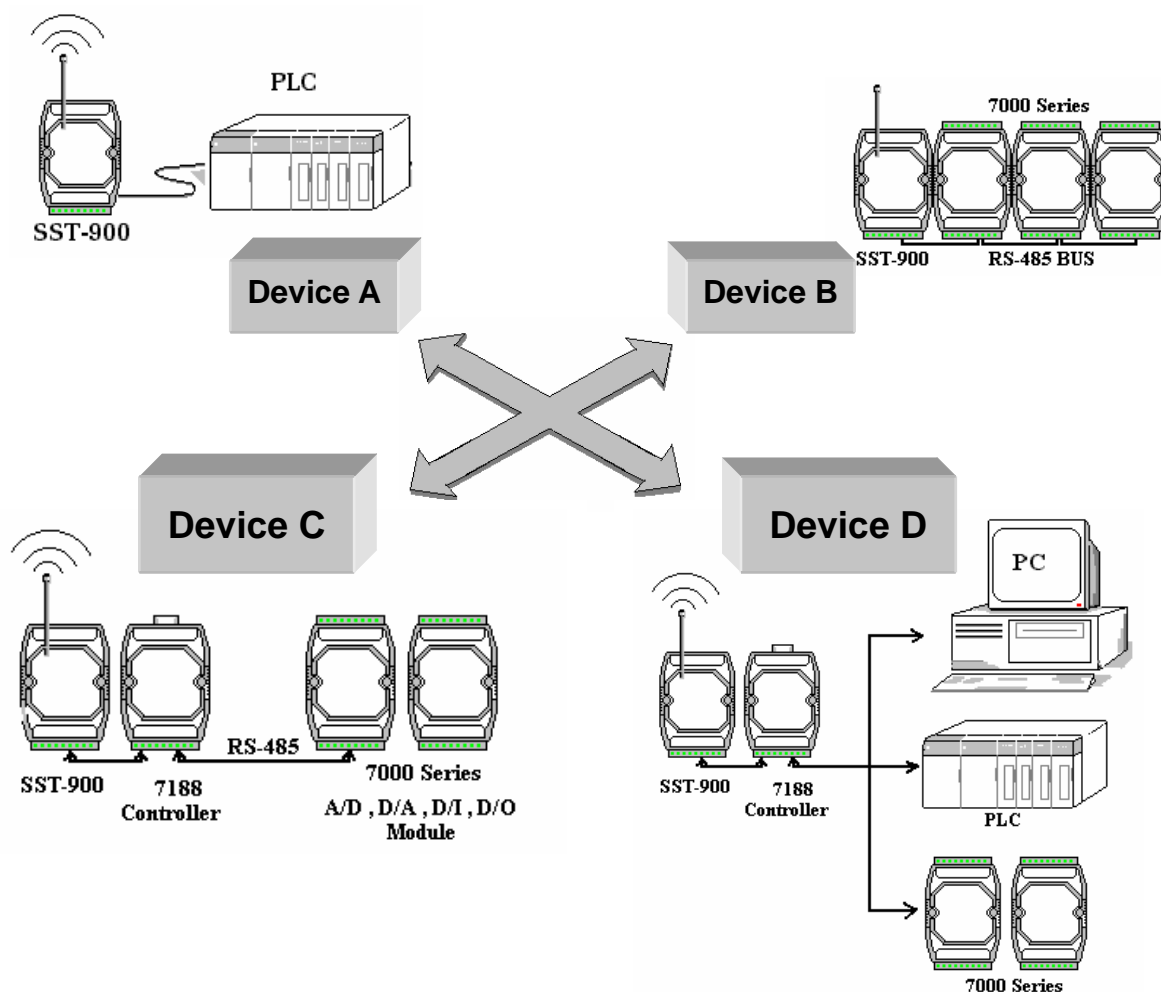 PLC
SST-900
Device A
7000 Series
SST-900 RS-485 BUS
Device B
Device C
SST-900
7188
Controller
RS-485
7000 Series
A/D , D/A , D/I , D/O
Module
Device D
PC
SST-900
7188
Controller
PLC
7000 Series